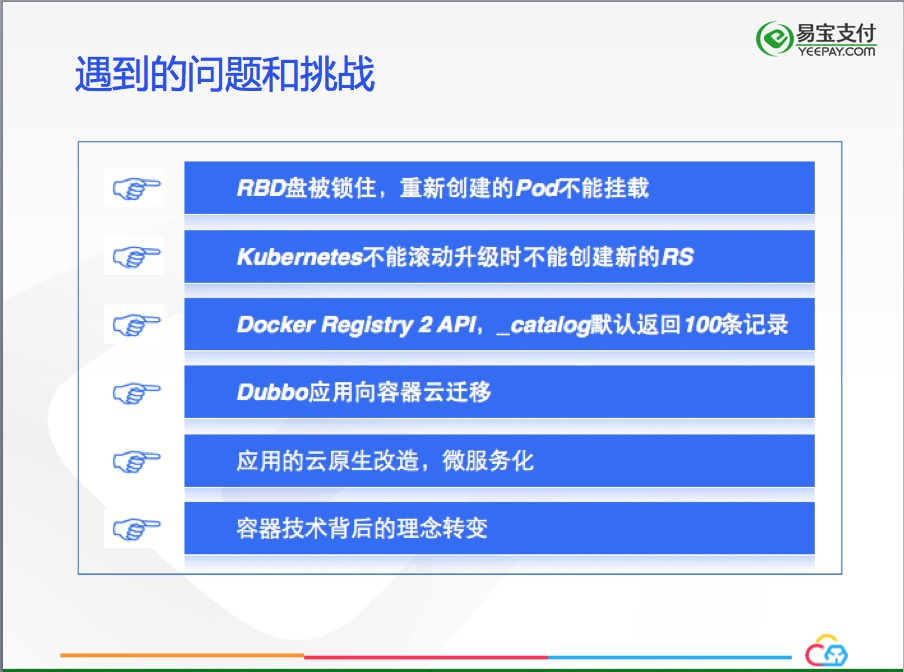 易宝支付
YEEPAY.COM
遇到的问题和挑战
RBD盘被锁住，重新创建的Pod不能挂载
Kubernetes不能滚动升级时不能创建新的RS
Docker Registry 2 API，_catalog默认返回100条记录
Dubbo应用向容器云迁移
应用的云原生改造，微服务化
容器技术背后的理念转变